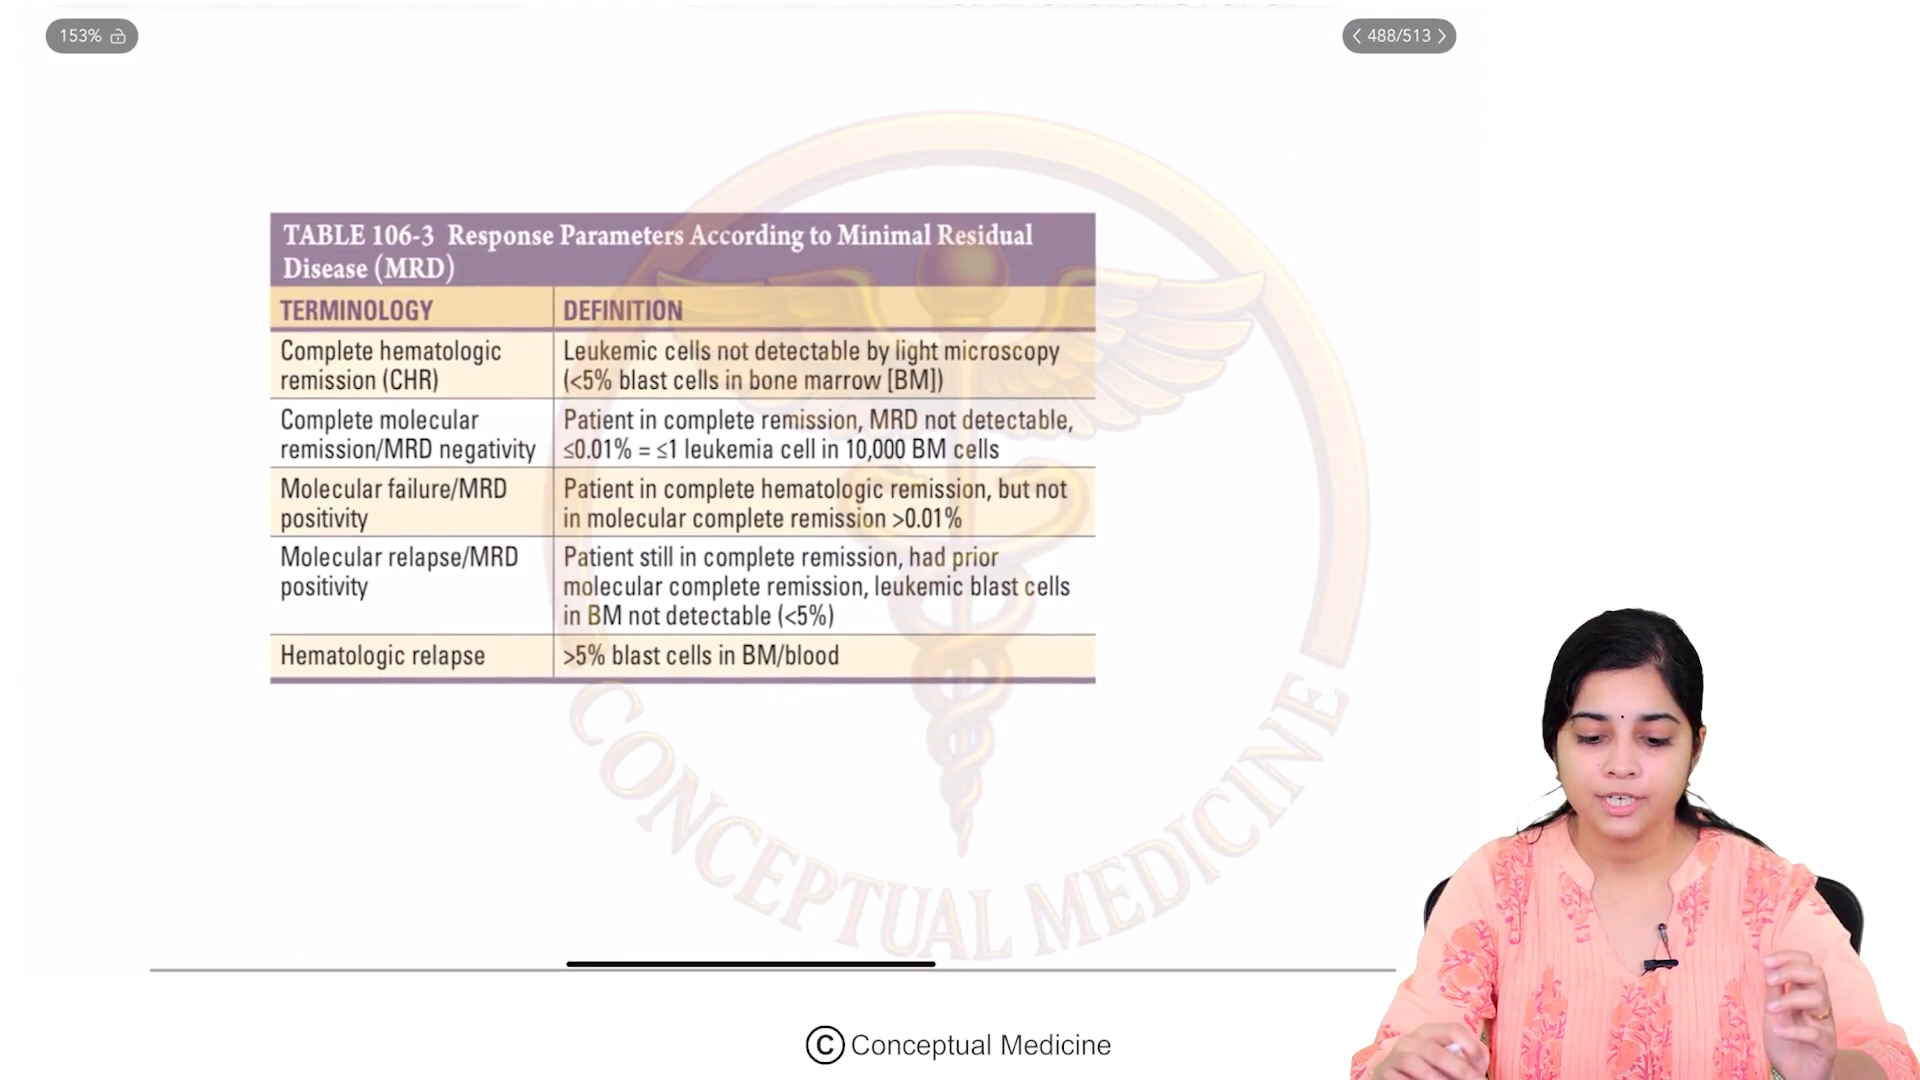 153%
< 488/513 >
TABLE 106-3 Response Parameters According to Minimal Residual
Disease (MRD)
TERMINOLOGY
DEFINITION
Complete hematologic
remission (CHR)
Leukemic cells not detectable by light microscopy
(<5% blast cells in bone marrow [BM])
Complete molecular
remission/MRD negativity
Patient in complete remission, MRD not detectable,
≤0.01% = ≤1 leukemia cell in 10,000 BM cells
Molecular failure/MRD
positivity
Patient in complete hematologic remission, but not
in molecular complete remission >0.01%
Molecular relapse/MRD
positivity
Patient still in complete remission, had prior
molecular complete remission, leukemic blast cells
in BM not detectable (<5%)
Hematologic relapse
>5% blast cells in BM/blood
CONCEPTUAL MEDICINE
© Conceptual Medicine